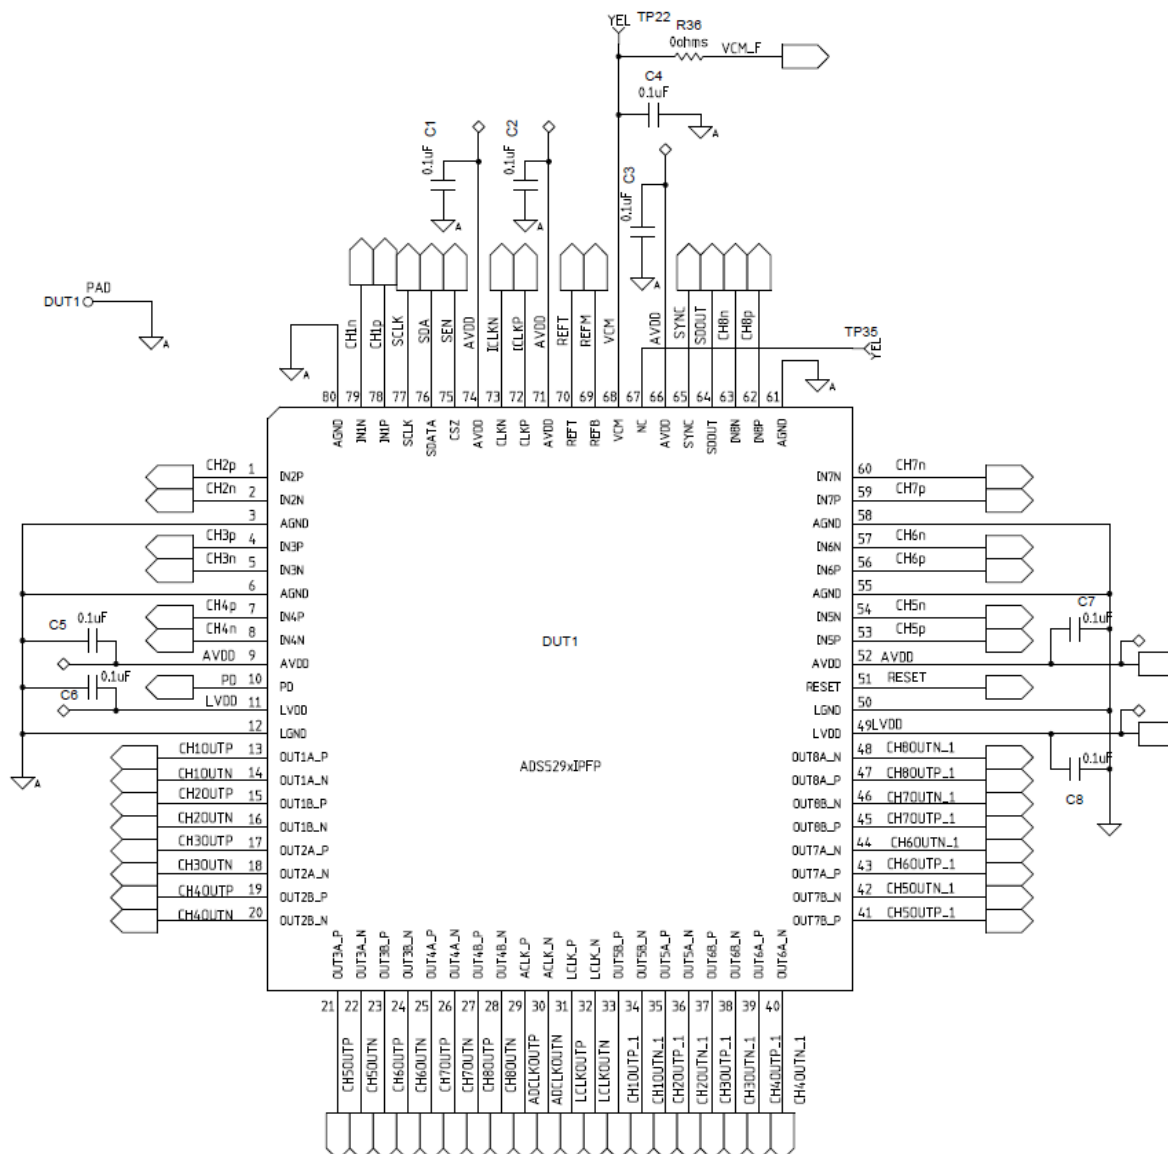 YEL TP22
R36
0ohms
VCM_F
C4
0.1uF
A
C1
0.1uF
A
C2
0.1uF
C3
0.1uF
A
DUT1 PAD
A
A
CH1n
CH1p
SCLK
SDA
SEN
AVDD
ICLKN
ICLKP
AVDD
REFT
REFM
VCM
AVDD
SYNC
SDOUT
CH8n
CH8p
TP35
YEL
A
80 79 78 77 76 75 74 73 72 71 70 69 68 67 66 65 64 63 62 61
AGND
IN1N
IN1P
SCLK
SDATA
CSZ
AVDD
CLKN
CLKP
AVDD
REFT
REFB
VCM
NC
AVDD
SYNC
SDOUT
IN8N
IN8P
AGND
CH2p 1 IN2P
CH2n 2 IN2N
3 AGND
CH3p 4 IN3P
CH3n 5 IN3N
6 AGND
CH4p 7 IN4P
CH4n 8 IN4N
C5 0.1uF
AVDD 9 AVDD
C6 0.1uF
PD 10 PD
LVDD 11 LVDD
12 LGND
A
CH1OUTP 13 OUT1A_P
CH1OUTN 14 OUT1A_N
CH2OUTP 15 OUT1B_P
CH2OUTN 16 OUT1B_N
CH3OUTP 17 OUT2A_P
CH3OUTN 18 OUT2A_N
CH4OUTP 19 OUT2B_P
CH4OUTN 20 OUT2B_N
DUT1
ADS529xIPFP
IN7N 60 CH7n
IN7P 59 CH7p
AGND 58
IN6N 57 CH6n
IN6P 56 CH6p
AGND 55
IN5N 54 CH5n
IN5P 53 CH5p
C7
0.1uF
AVDD 52 AVDD
RESET 51 RESET
LGND 50
LVDD 49 LVDD
0.1uF
C8
OUT8A_N 48 CH8OUTN_1
OUT8A_P 47 CH8OUTP_1
OUT8B_N 46 CH7OUTN_1
OUT8B_P 45 CH7OUTP_1
OUT7A_N 44 CH6OUTN_1
OUT7A_P 43 CH6OUTP_1
OUT7B_N 42 CH5OUTN_1
OUT7B_P 41 CH5OUTP_1
OUT3A_P
OUT3A_N
OUT3B_P
OUT3B_N
OUT4A_P
OUT4A_N
OUT4B_P
OUT4B_N
ACLK_P
ACLK_N
LCLK_P
LCLK_N
OUT5B_P
OUT5B_N
OUT5A_P
OUT5A_N
OUT6B_P
OUT6B_N
OUT6A_P
OUT6A_N
21 22 23 24 25 26 27 28 29 30 31 32 33 34 35 36 37 38 39 40
CH5OUTP
CH5OUTN
CH6OUTP
CH6OUTN
CH7OUTP
CH7OUTN
CH8OUTP
CH8OUTN
ADCLKOUTP
ADCLKOUTN
LCLKOUTP
LCLKOUTN
CH1OUTP_1
CH1OUTN_1
CH2OUTP_1
CH2OUTN_1
CH3OUTP_1
CH3OUTN_1
CH4OUTP_1
CH4OUTN_1